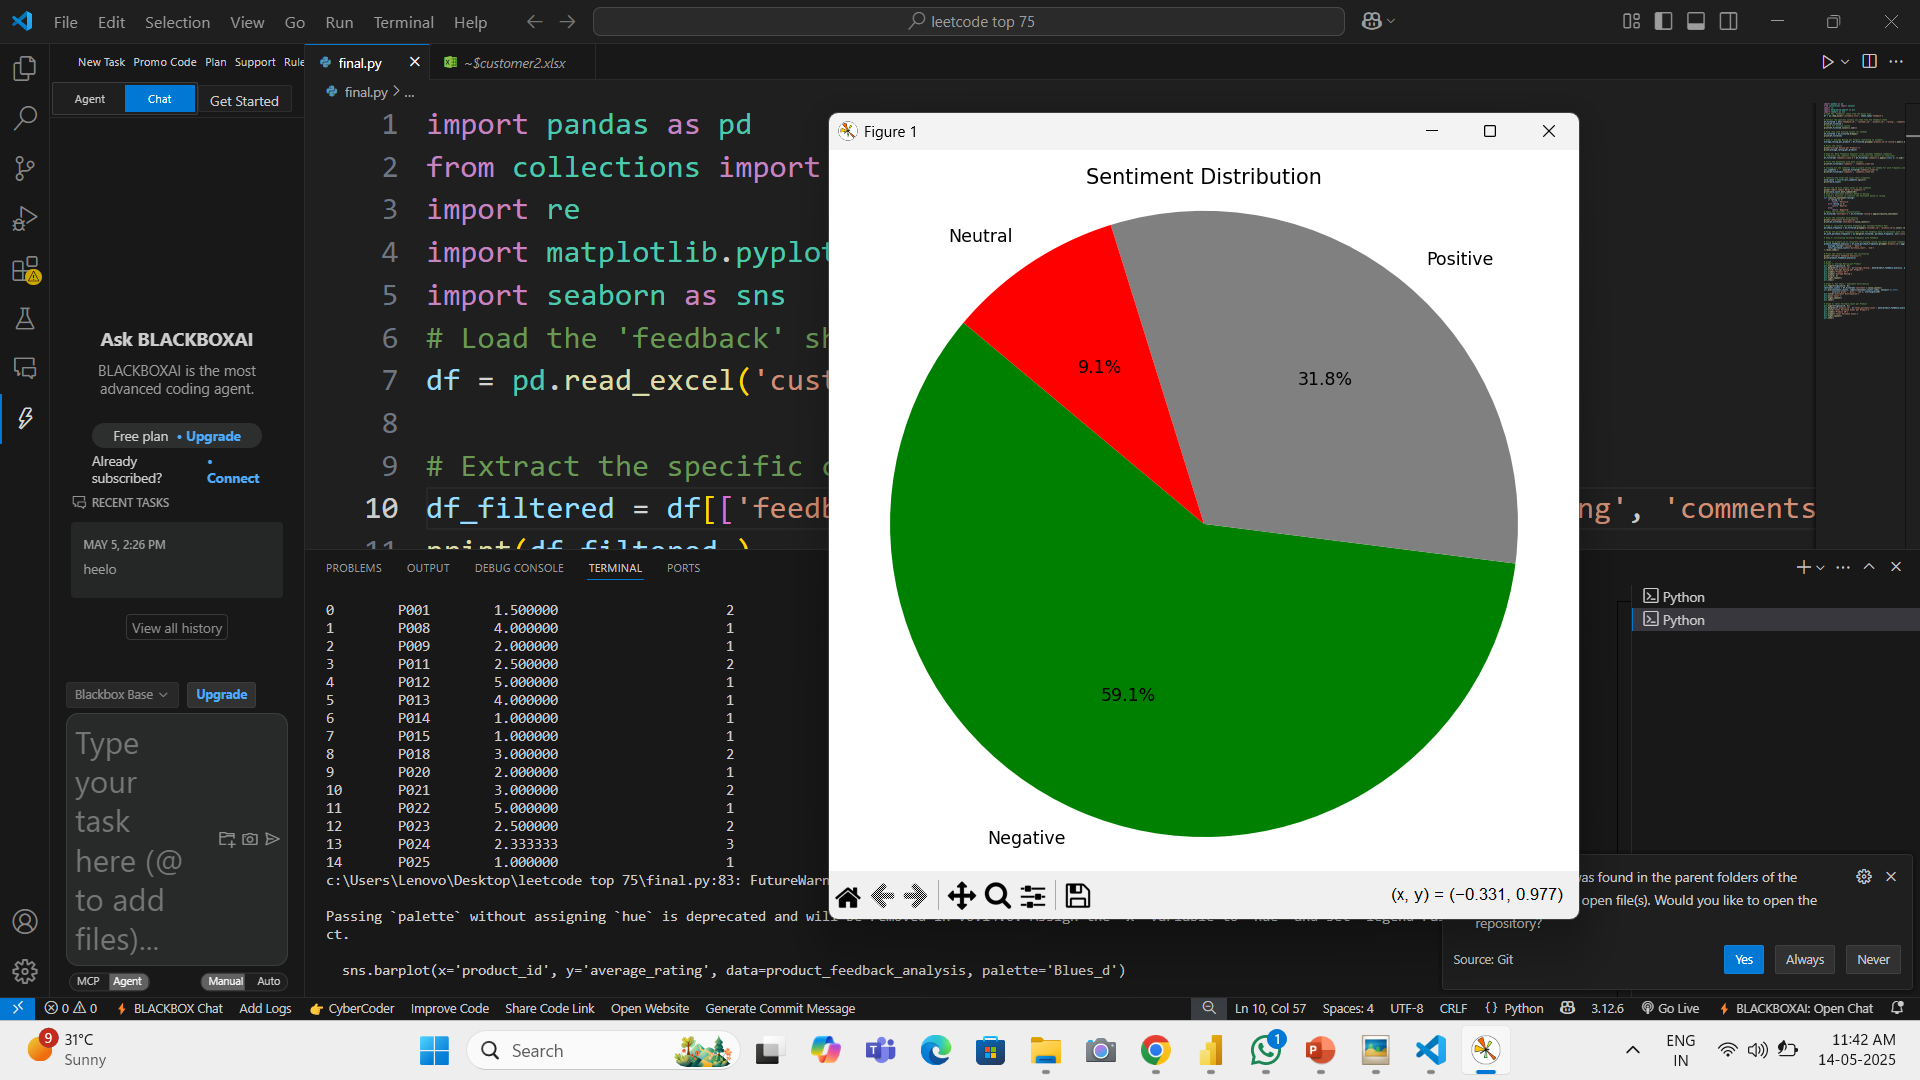 File Edit Selection View Go Run Terminal Help
leetcode top 75
New Task Promo Code Plan Support Rule
Agent Chat Get Started
final.py
~$customer2.xlsx
final.py > ...
1 import pandas as pd
2 from collections import
3 import re
4 import matplotlib.pyplot
5 import seaborn as sns
6 # Load the 'feedback' sh
7 df = pd.read_excel('cust
8
9 # Extract the specific c
10 df_filtered = df[['feedb
ng', 'comments
11 print(df_filtered )
Ask BLACKBOXAI
BLACKBOXAI is the most
advanced coding agent.
Free plan • Upgrade
Already
subscribed?
•
Connect
RECENT TASKS
MAY 5, 2:26 PM
heelo
View all history
Blackbox Base
Upgrade
Type
your
task
here (@
to add
files)...
MCP Agent
Manual Auto
PROBLEMS OUTPUT DEBUG CONSOLE TERMINAL PORTS
0 P001 1.500000 2
1 P008 4.000000 1
2 P009 2.000000 1
3 P011 2.500000 2
4 P012 5.000000 1
5 P013 4.000000 1
6 P014 1.000000 1
7 P015 1.000000 1
8 P018 3.000000 2
9 P020 2.000000 1
10 P021 3.000000 2
11 P022 5.000000 1
12 P023 2.500000 2
13 P024 2.333333 3
14 P025 1.000000 1
c:\Users\Lenovo\Desktop\leetcode top 75\final.py:83: FutureWarn
Passing `palette` without assigning `hue` is deprecated and will be removed in
ct.
sns.barplot(x='product_id', y='average_rating', data=product_feedback_analysis, palette='Blues_d')
Python
Python
Figure 1
Sentiment Distribution
Neutral
Positive
9.1%
31.8%
59.1%
Negative
(x, y) = (−0.331, 0.977)
was found in the parent folders of the
open file(s). Would you like to open the
repository?
Source: Git
Yes Always Never
0 0 BLACKBOX Chat Add Logs CyberCoder Improve Code Share Code Link Open Website Generate Commit Message
Ln 10, Col 57 Spaces: 4 UTF-8 CRLF { } Python 3.12.6 Go Live BLACKBOXAI: Open Chat
9
31°C
Sunny
Search
1
ENG
IN
11:42 AM
14-05-2025